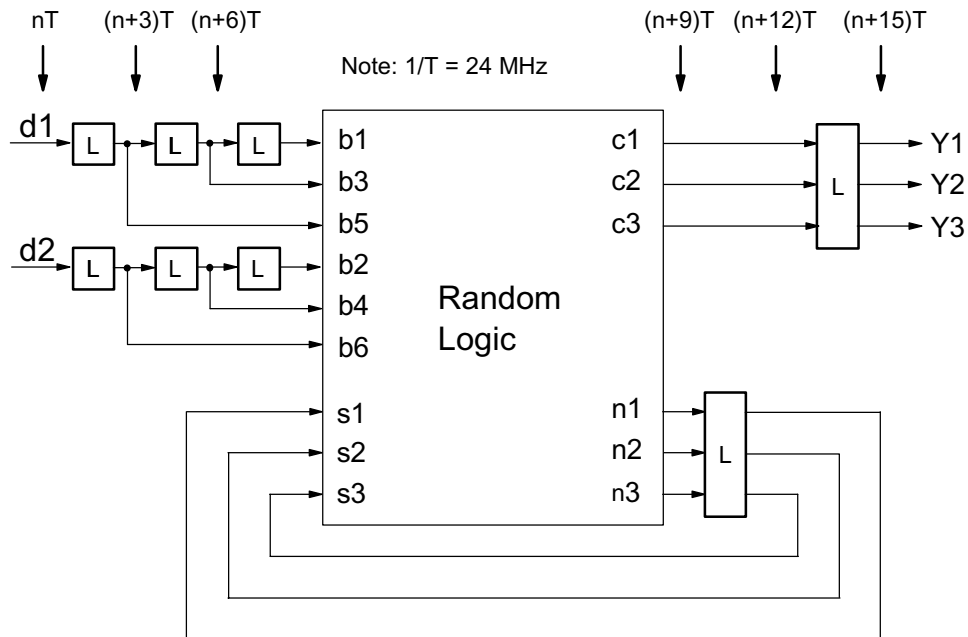 nT (n+3)T (n+6)T (n+9)T (n+12)T (n+15)T
Note: 1/T = 24 MHz
d1 L L L b1 c1 Y1
b3 c2 L Y2
b5 c3 Y3
d2 L L L b2
b4 Random
b6 Logic
s1 n1
s2 n2 L
s3 n3